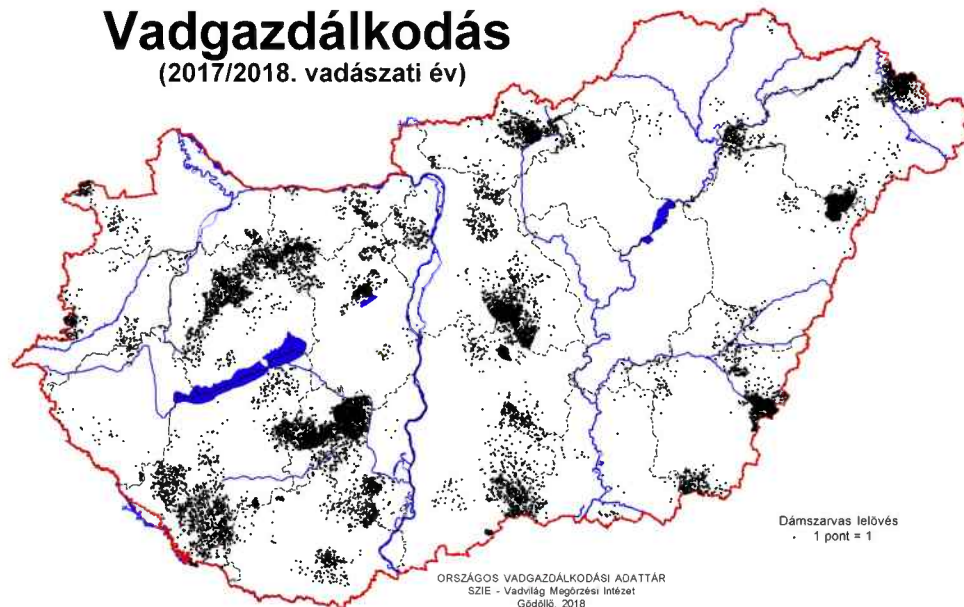 Vadgazdálkodás
(2017/2018. vadászati év)
Dámszarvas lelövés
1 pont = 1
ORSZÁGOS VADGAZDÁLKODÁSI ADATTÁR
SZIE - Vadvilág Megőrzési Intézet
Gödöllő, 2018